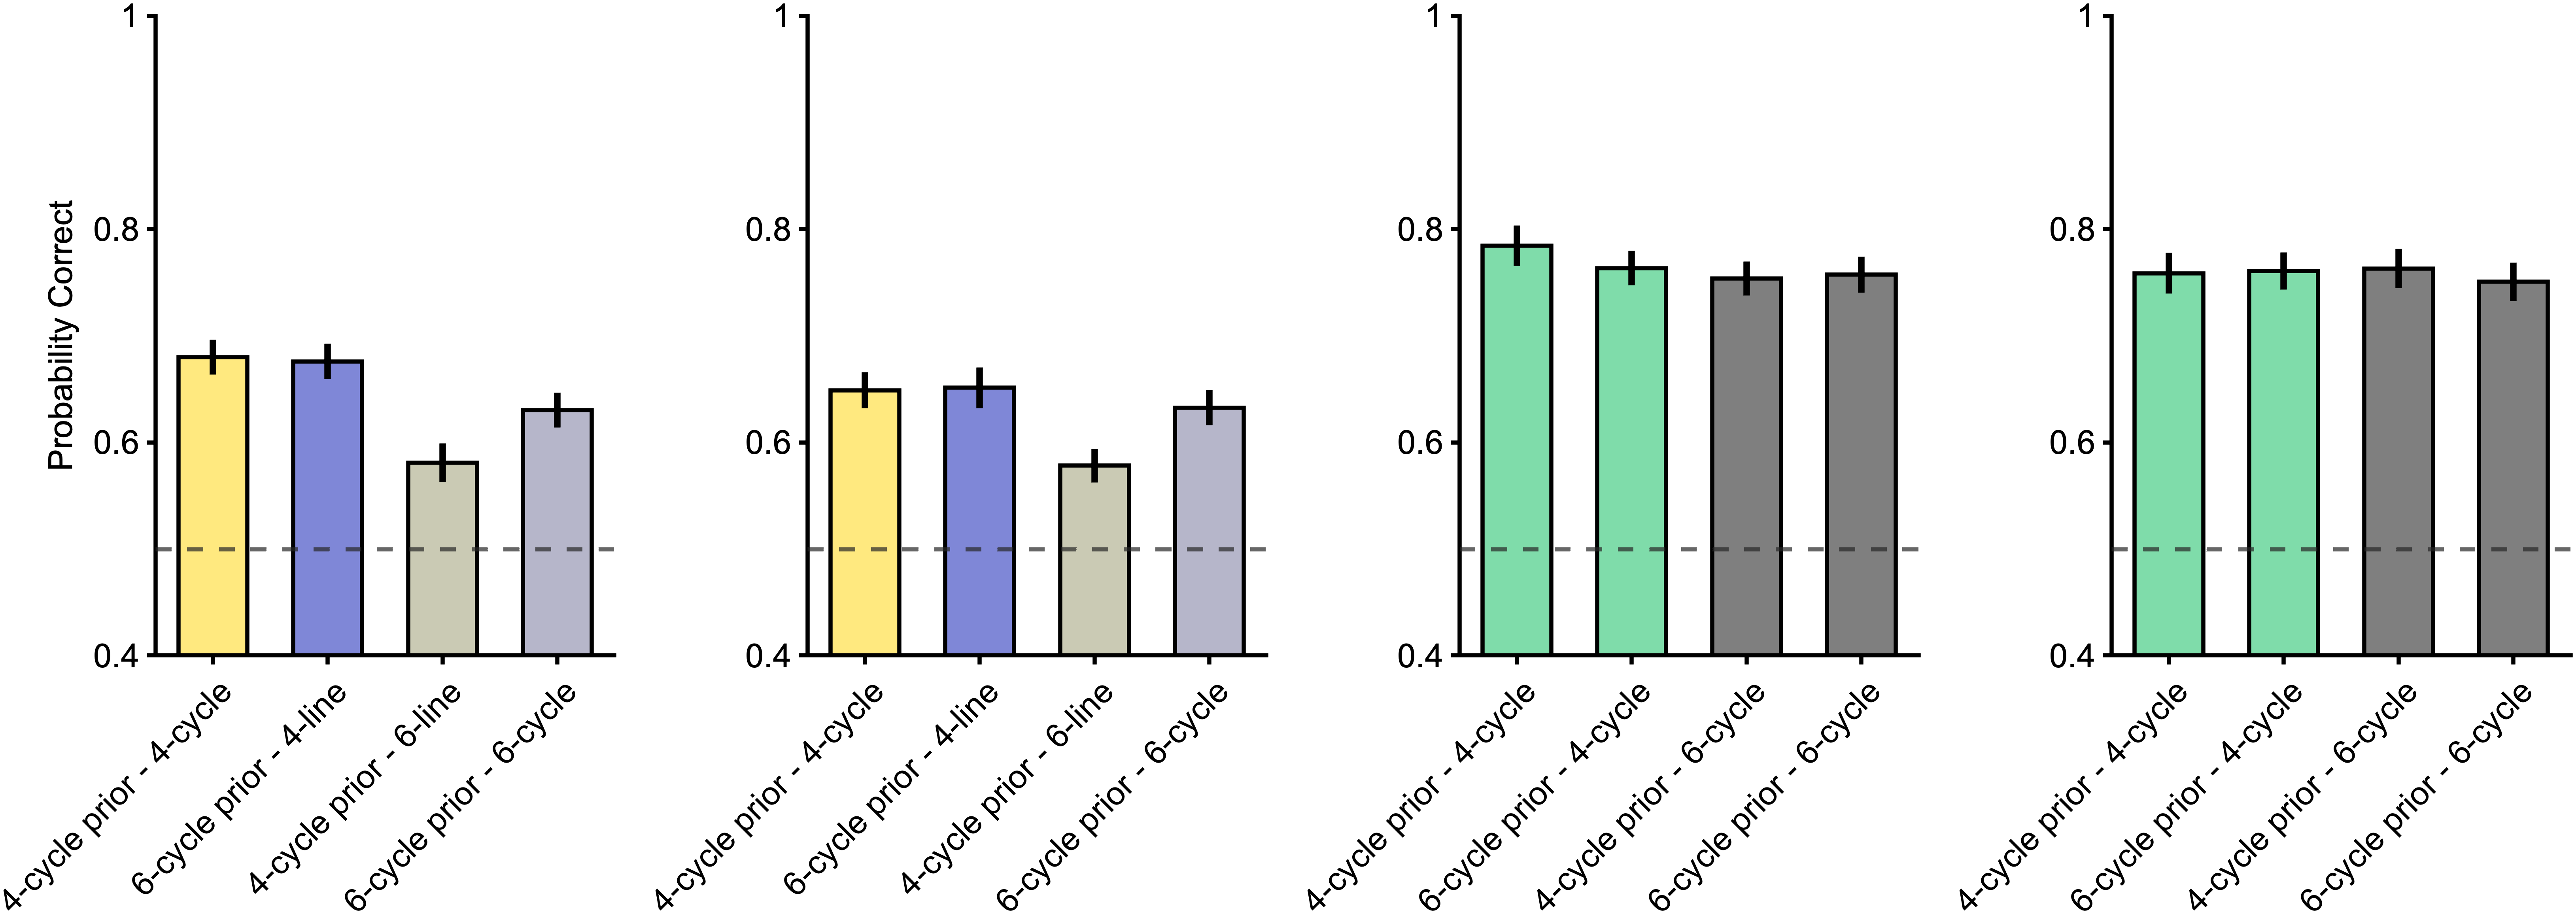 Probability Correct
1
0.8
0.6
0.4
4-cycle prior - 4-cycle
6-cycle prior - 4-line
4-cycle prior - 6-line
6-cycle prior - 6-cycle
1
0.8
0.6
0.4
4-cycle prior - 4-cycle
6-cycle prior - 4-line
4-cycle prior - 6-line
6-cycle prior - 6-cycle
1
0.8
0.6
0.4
4-cycle prior - 4-cycle
6-cycle prior - 4-cycle
4-cycle prior - 6-cycle
6-cycle prior - 6-cycle
1
0.8
0.6
0.4
4-cycle prior - 4-cycle
6-cycle prior - 4-cycle
4-cycle prior - 6-cycle
6-cycle prior - 6-cycle